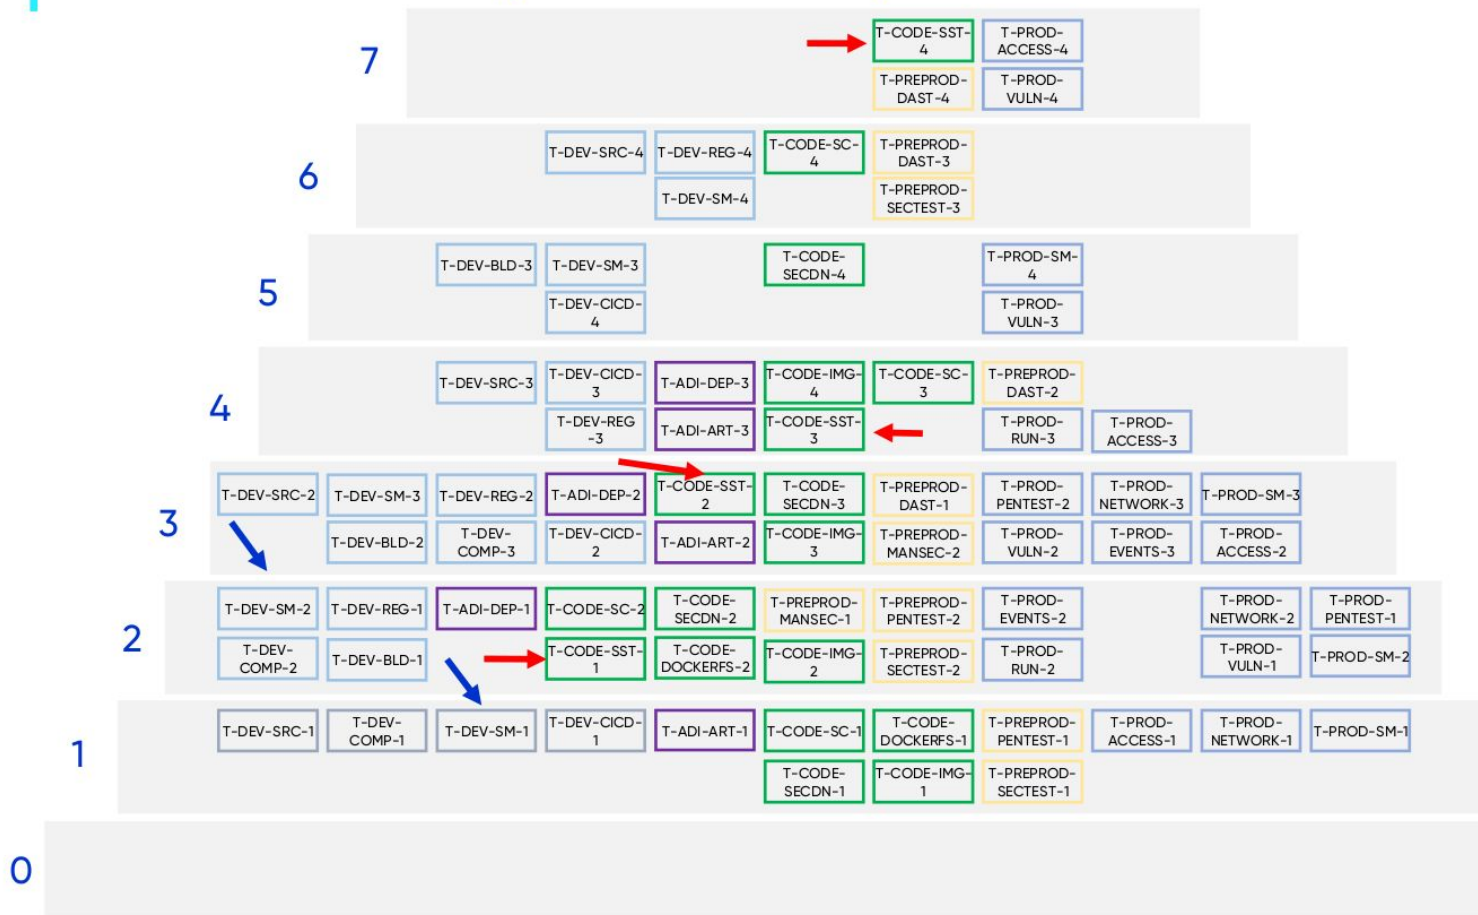 7
T-CODE-SST-
4
T-PROD-
ACCESS-4
T-PREPROD-
DAST-4
T-PROD-
VULN-4
6
T-DEV-SRC-4
T-DEV-REG-4
T-CODE-SC-
4
T-PREPROD-
DAST-3
T-DEV-SM-4
T-PREPROD-
SECTEST-3
5
T-DEV-BLD-3
T-DEV-SM-3
T-CODE-
SECDN-4
T-PROD-SM-
4
T-DEV-CICD-
4
T-PROD-
VULN-3
4
T-DEV-SRC-3
T-DEV-CICD-
3
T-ADI-DEP-3
T-CODE-IMG-
4
T-CODE-SC-
3
T-PREPROD-
DAST-2
T-DEV-REG
-3
T-ADI-ART-3
T-CODE-SST-
3
T-PROD-
RUN-3
T-PROD-
ACCESS-3
3
T-DEV-SRC-2
T-DEV-SM-3
T-DEV-REG-2
T-ADI-DEP-2
T-CODE-SST-
2
T-CODE-
SECDN-3
T-PREPROD-
DAST-1
T-PROD-
PENTEST-2
T-PROD-
NETWORK-3
T-PROD-SM-3
T-DEV-BLD-2
T-DEV-
COMP-3
T-DEV-CICD-
2
T-ADI-ART-2
T-CODE-IMG-
3
T-PREPROD-
MANSEC-2
T-PROD-
VULN-2
T-PROD-
EVENTS-3
T-PROD-
ACCESS-2
2
T-DEV-SM-2
T-DEV-REG-1
T-ADI-DEP-1
T-CODE-SC-2
T-CODE-
SECDN-2
T-PREPROD-
MANSEC-1
T-PREPROD-
PENTEST-2
T-PROD-
EVENTS-2
T-PROD-
NETWORK-2
T-PROD-
PENTEST-1
T-DEV-
COMP-2
T-DEV-BLD-1
T-CODE-SST-
1
T-CODE-
DOCKERFS-2
T-CODE-IMG-
2
T-PREPROD-
SECTEST-2
T-PROD-
RUN-2
T-PROD-
VULN-1
T-PROD-SM-2
1
T-DEV-SRC-1
T-DEV-
COMP-1
T-DEV-SM-1
T-DEV-CICD-
1
T-ADI-ART-1
T-CODE-SC-1
T-CODE-
DOCKERFS-1
T-PREPROD-
PENTEST-1
T-PROD-
ACCESS-1
T-PROD-
NETWORK-1
T-PROD-SM-1
T-CODE-
SECDN-1
T-CODE-IMG-
1
T-PREPROD-
SECTEST-1
0